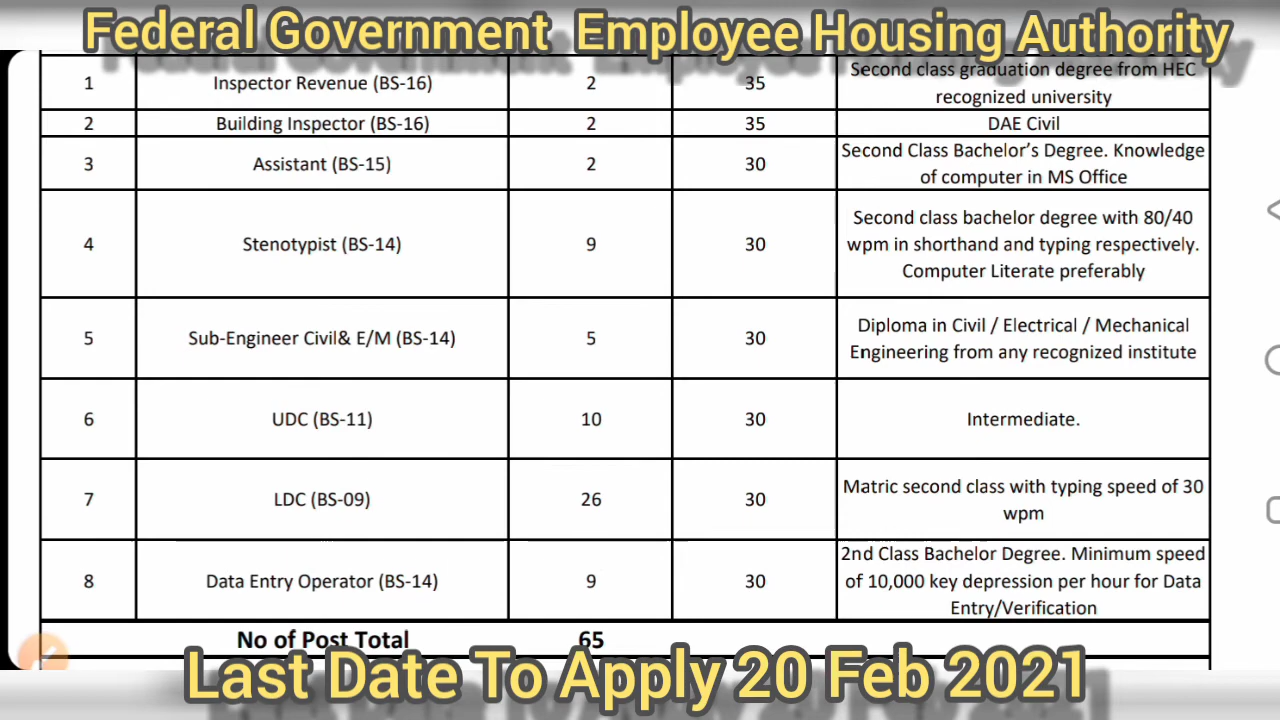 Federal Government Employee Housing Authority
1 Inspector Revenue (BS-16) 2 35 Second class graduation degree from HEC
recognized university
2 Building Inspector (BS-16) 2 35 DAE Civil
3 Assistant (BS-15) 2 30 Second Class Bachelor's Degree. Knowledge
of computer in MS Office
4 Stenotypist (BS-14) 9 30 Second class bachelor degree with 80/40
wpm in shorthand and typing respectively.
Computer Literate preferably
5 Sub-Engineer Civil& E/M (BS-14) 5 30 Diploma in Civil / Electrical / Mechanical
Engineering from any recognized institute
6 UDC (BS-11) 10 30 Intermediate.
7 LDC (BS-09) 26 30 Matric second class with typing speed of 30
wpm
8 Data Entry Operator (BS-14) 9 30 2nd Class Bachelor Degree. Minimum speed
of 10,000 key depression per hour for Data
Entry/Verification
No of Post Total 65
Last Date To Apply 20 Feb 2021